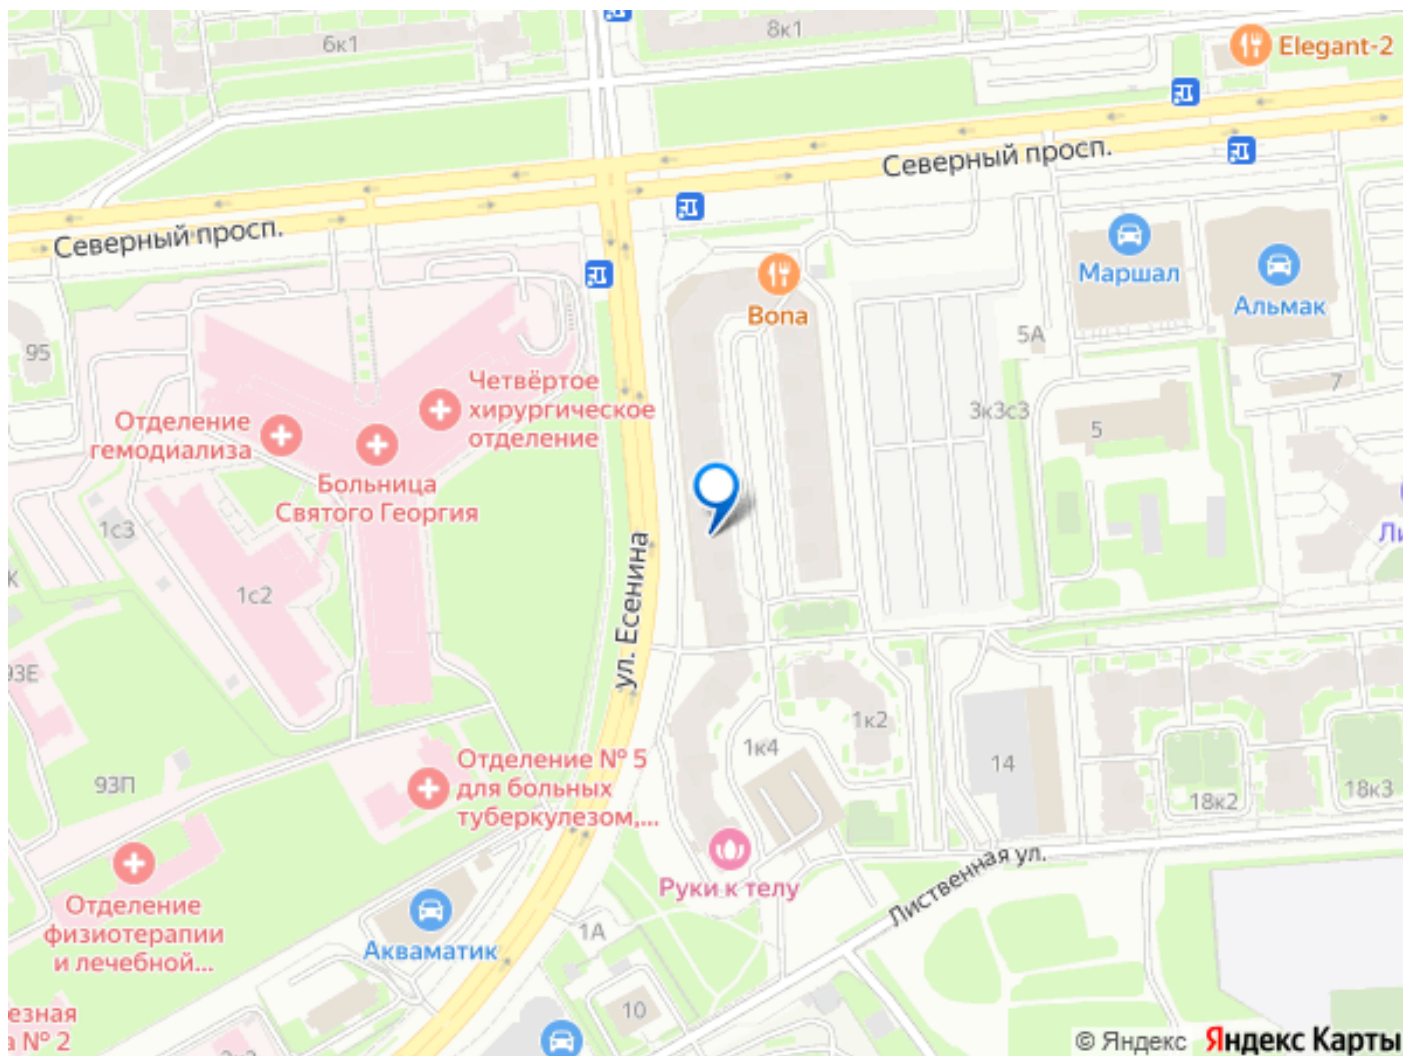 6к1
8к1
Elegant-2
Северный просп.
Северный просп.
Маршал
Альмак
Bona
5А
95
7
Четвёртое
хирургическое
отделение
Отделение
гемодиализа
3к3с3
5
Больница
Святого Георгия
1с3
Ли
К
1с2
ул. Есенина
93Е
1к2
1к4
14
Отделение № 5
для больных
туберкулезом,...
93П
18к2
18к3
Лиственная ул.
Руки к телу
Отделение
физиотерапии
и лечебной...
Акваматик
1А
езная
а № 2
10
© Яндекс Яндекс Карты